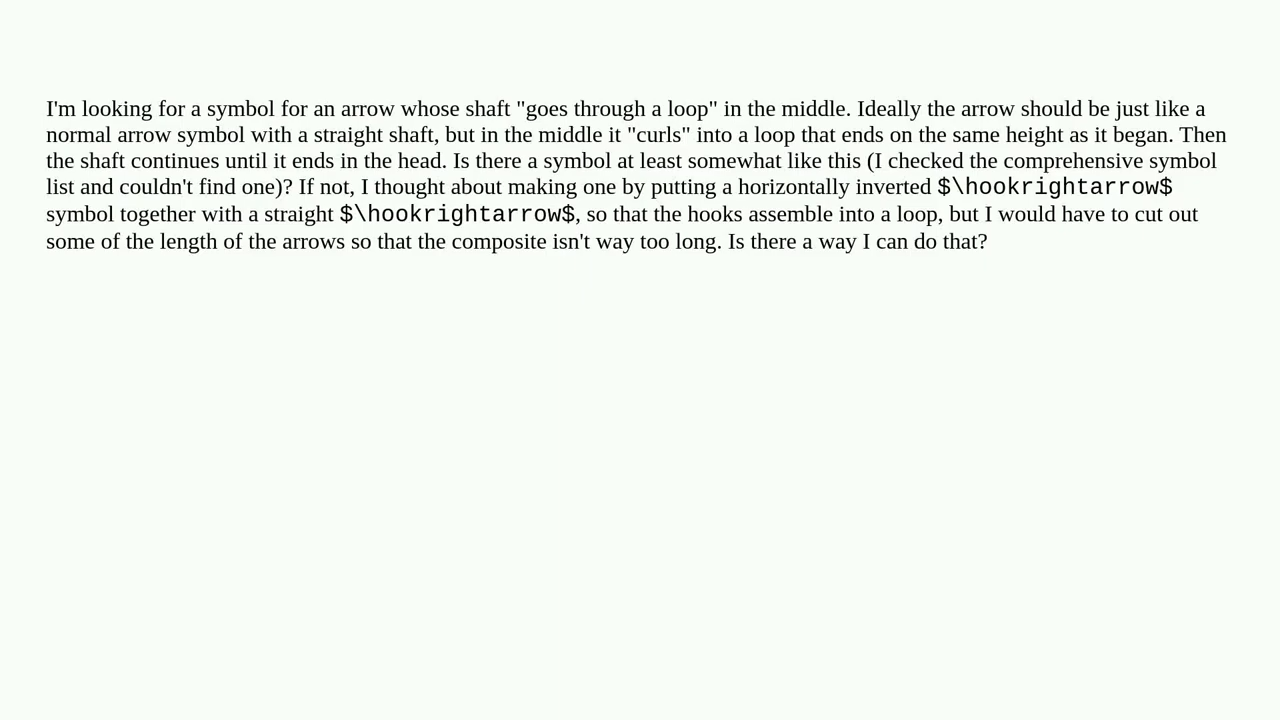 I'm looking for a symbol for an arrow whose shaft "goes through a loop" in the middle. Ideally the arrow should be just like a
normal arrow symbol with a straight shaft, but in the middle it "curls" into a loop that ends on the same height as it began. Then
the shaft continues until it ends in the head. Is there a symbol at least somewhat like this (I checked the comprehensive symbol
list and couldn't find one)? If not, I thought about making one by putting a horizontally inverted $\hookrightarrow$
symbol together with a straight $\hookrightarrow$, so that the hooks assemble into a loop, but I would have to cut out
some of the length of the arrows so that the composite isn't way too long. Is there a way I can do that?